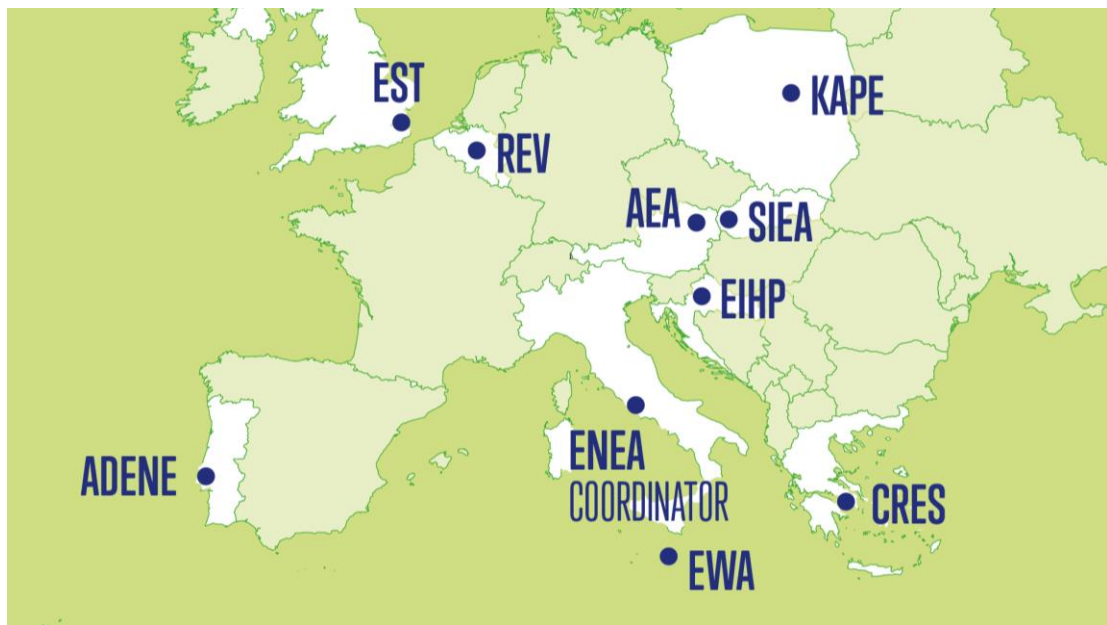 EST
KAPE
REV
AEA
SIEA
EIHP
ENEA
COORDINATOR
ADENE
CRES
EWA